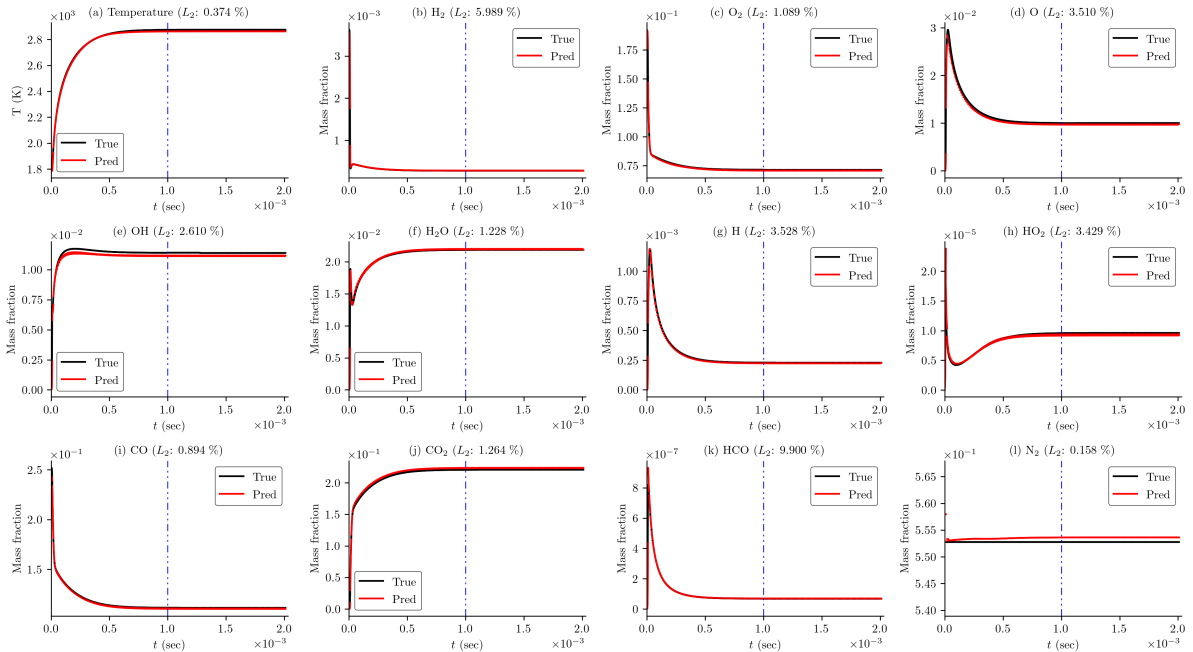 (a) Temperature (L₂: 0.374 %)
×10³
2.8
2.6
2.4
2.2
2.0
1.8
T (K)
True
Pred
0.0 0.5 1.0 1.5 2.0
t (sec)
×10⁻³
(b) H₂ (L₂: 5.989 %)
×10⁻³
3
2
1
Mass fraction
True
Pred
0.0 0.5 1.0 1.5 2.0
t (sec)
×10⁻³
(c) O₂ (L₂: 1.089 %)
×10⁻¹
1.75
1.50
1.25
1.00
0.75
Mass fraction
True
Pred
0.0 0.5 1.0 1.5 2.0
t (sec)
×10⁻³
(d) O (L₂: 3.510 %)
×10⁻²
3
2
1
0
Mass fraction
True
Pred
0.0 0.5 1.0 1.5 2.0
t (sec)
×10⁻³
(e) OH (L₂: 2.610 %)
×10⁻²
1.00
0.75
0.50
0.25
0.00
Mass fraction
True
Pred
0.0 0.5 1.0 1.5 2.0
t (sec)
×10⁻³
(f) H₂O (L₂: 1.228 %)
×10⁻²
2.0
1.5
1.0
0.5
0.0
Mass fraction
True
Pred
0.0 0.5 1.0 1.5 2.0
t (sec)
×10⁻³
(g) H (L₂: 3.528 %)
×10⁻³
1.00
0.75
0.50
0.25
0.00
Mass fraction
True
Pred
0.0 0.5 1.0 1.5 2.0
t (sec)
×10⁻³
(h) HO₂ (L₂: 3.429 %)
×10⁻⁵
2.0
1.5
1.0
0.5
0.0
Mass fraction
True
Pred
0.0 0.5 1.0 1.5 2.0
t (sec)
×10⁻³
(i) CO (L₂: 0.894 %)
×10⁻¹
2.5
2.0
1.5
Mass fraction
True
Pred
0.0 0.5 1.0 1.5 2.0
t (sec)
×10⁻³
(j) CO₂ (L₂: 1.264 %)
×10⁻¹
2.0
1.5
1.0
0.5
0.0
Mass fraction
True
Pred
0.0 0.5 1.0 1.5 2.0
t (sec)
×10⁻³
(k) HCO (L₂: 9.900 %)
×10⁻⁷
8
6
4
2
0
Mass fraction
True
Pred
0.0 0.5 1.0 1.5 2.0
t (sec)
×10⁻³
(l) N₂ (L₂: 0.158 %)
×10⁻¹
5.65
5.60
5.55
5.50
5.45
5.40
Mass fraction
True
Pred
0.0 0.5 1.0 1.5 2.0
t (sec)
×10⁻³